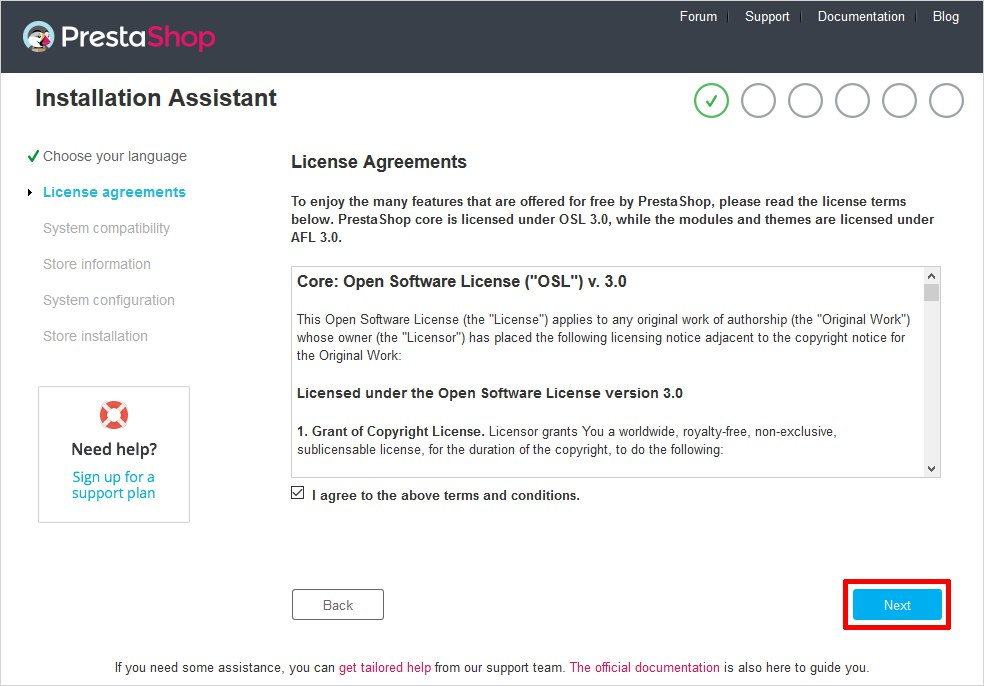 Forum
Support
Documentation
Blog
PrestaShop
Installation Assistant
Choose your language
License agreements
System compatibility
Store information
System configuration
Store installation
Need help?
Sign up for a
support plan
License Agreements
To enjoy the many features that are offered for free by PrestaShop, please read the license terms
below. PrestaShop core is licensed under OSL 3.0, while the modules and themes are licensed under
AFL 3.0.
Core: Open Software License ("OSL") v. 3.0
This Open Software License (the "License") applies to any original work of authorship (the "Original Work")
whose owner (the "Licensor") has placed the following licensing notice adjacent to the copyright notice for
the Original Work:
Licensed under the Open Software License version 3.0
1. Grant of Copyright License. Licensor grants You a worldwide, royalty-free, non-exclusive,
sublicensable license, for the duration of the copyright, to do the following:
I agree to the above terms and conditions.
Back
Next
If you need some assistance, you can get tailored help from our support team. The official documentation is also here to guide you.